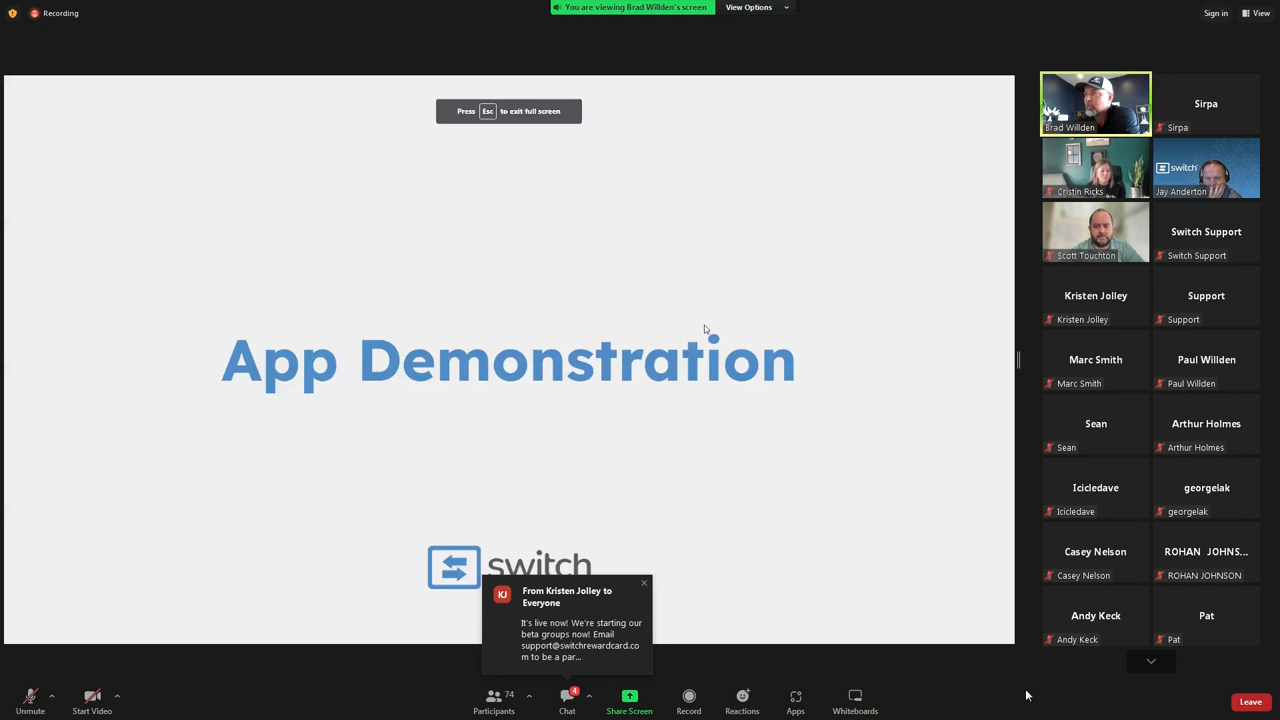 Recording
You are viewing Brad Willden's screen
View Options
Sign in
View
Press Esc to exit full screen
App Demonstration
switch
From Kristen Jolley to
Everyone
KJ
It's live now! We're starting our
beta groups now! Email
support@switchrewardcard.co
m to be a par...
Brad Willden
Sirpa
Sirpa
Cristin Ricks
switch
Jay Anderton
Scott Touchton
Switch Support
Switch Support
Kristen Jolley
Kristen Jolley
Support
Support
Marc Smith
Marc Smith
Paul Willden
Paul Willden
Sean
Sean
Arthur Holmes
Arthur Holmes
Icicledave
Icicledave
georgelak
georgelak
Casey Nelson
Casey Nelson
ROHAN JOHNS...
ROHAN JOHNSON
Andy Keck
Andy Keck
Pat
Pat
Unmute
Start Video
74
Participants
4
Chat
Share Screen
Record
Reactions
Apps
Whiteboards
Leave